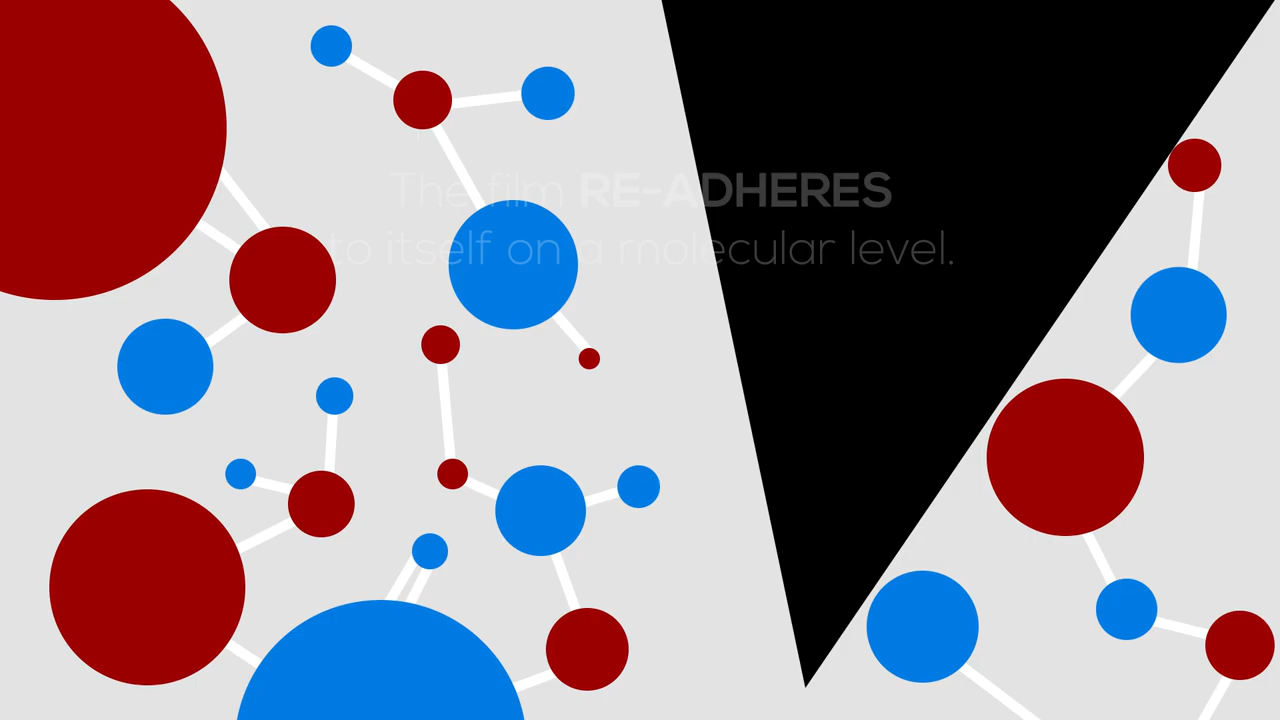 The film RE-ADHERES
to itself on a molecular level.